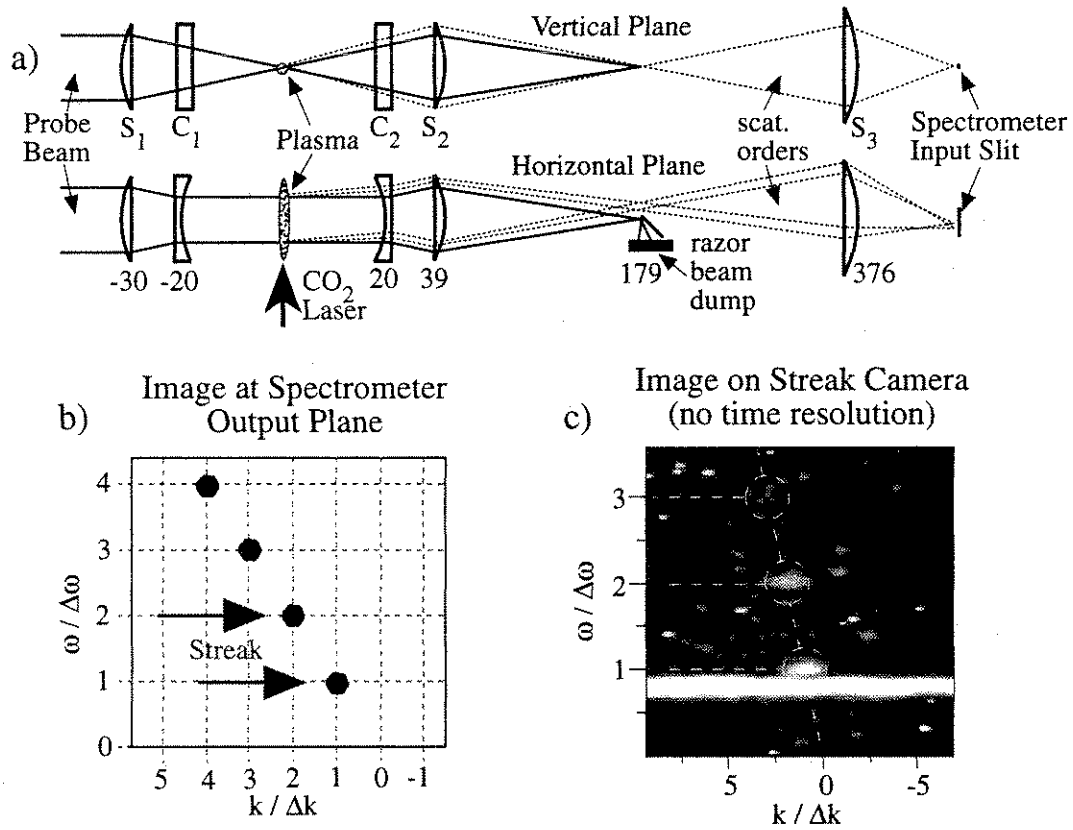 a)
Vertical Plane
Probe
Beam
S1
C1
Plasma
C2
S2
scat.
orders
S3
Spectrometer
Input Slit
Horizontal Plane
-30
-20
CO2
Laser
20
39
179
razor
beam
dump
376
Image at Spectrometer
Output Plane
b)
ω / Δω
4
3
2
1
0
Streak
5 4 3 2 1 0 -1
k / Δk
Image on Streak Camera
(no time resolution)
c)
ω / Δω
3
2
1
5 0 -5
k / Δk